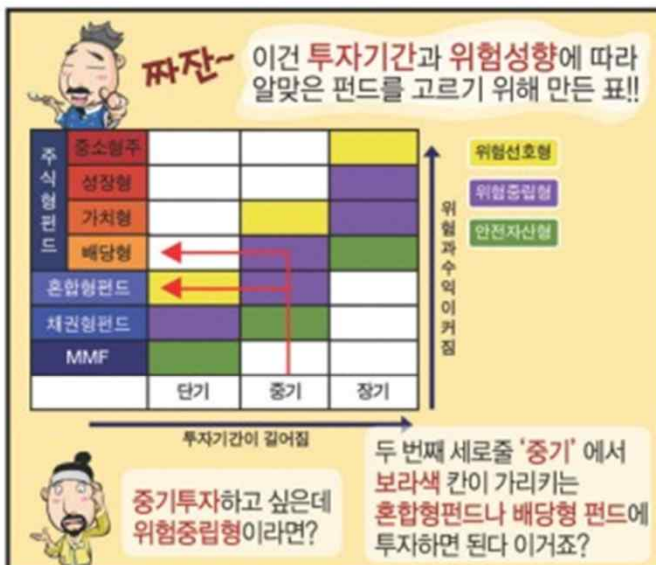 짜잔~
이건 투자기간과 위험성향에 따라
알맞은 펀드를 고르기 위해 만든 표!!
주식형펀드
중소형주
성장형
가치형
배당형
혼합형펀드
채권형펀드
MMF
단기 중기 장기
투자기간이 길어짐
위험과수익이커짐
위험선호형
위험중립형
안전자산형
중기투자하고 싶은데
위험중립형이라면?
두 번째 세로줄 '중기' 에서
보라색 칸이 가리키는
혼합형펀드나 배당형 펀드에
투자하면 된다 이거죠?